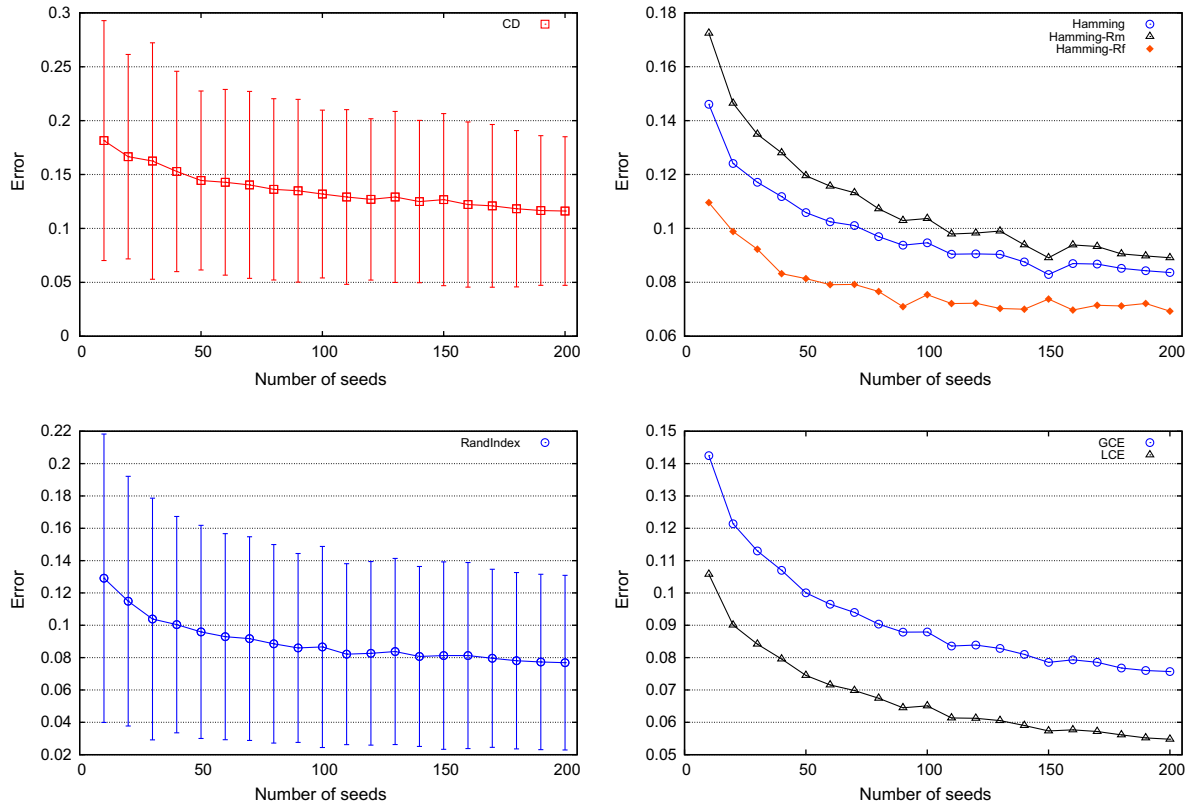 CD
0.3
0.25
0.2
0.15
0.1
0.05
0
Error
0 50 100 150 200
Number of seeds
Hamming
Hamming-Rm
Hamming-Rf
0.18
0.16
0.14
0.12
0.1
0.08
0.06
Error
0 50 100 150 200
Number of seeds
RandIndex
0.22
0.2
0.18
0.16
0.14
0.12
0.1
0.08
0.06
0.04
0.02
Error
0 50 100 150 200
Number of seeds
GCE
LCE
0.15
0.14
0.13
0.12
0.11
0.1
0.09
0.08
0.07
0.06
0.05
Error
0 50 100 150 200
Number of seeds